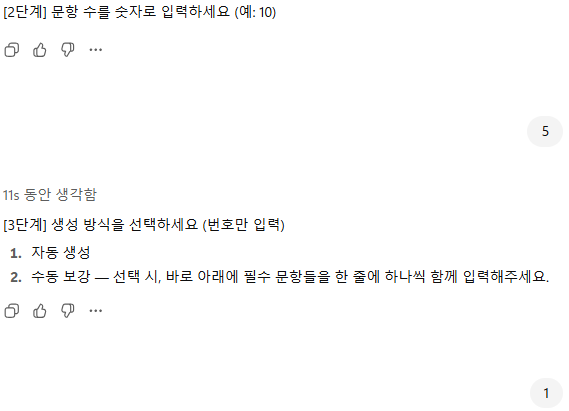 [2단계] 문항 수를 숫자로 입력하세요 (예: 10)
5
11s 동안 생각함
[3단계] 생성 방식을 선택하세요 (번호만 입력)
1. 자동 생성
2. 수동 보강 — 선택 시, 바로 아래에 필수 문항들을 한 줄에 하나씩 함께 입력해주세요.
1